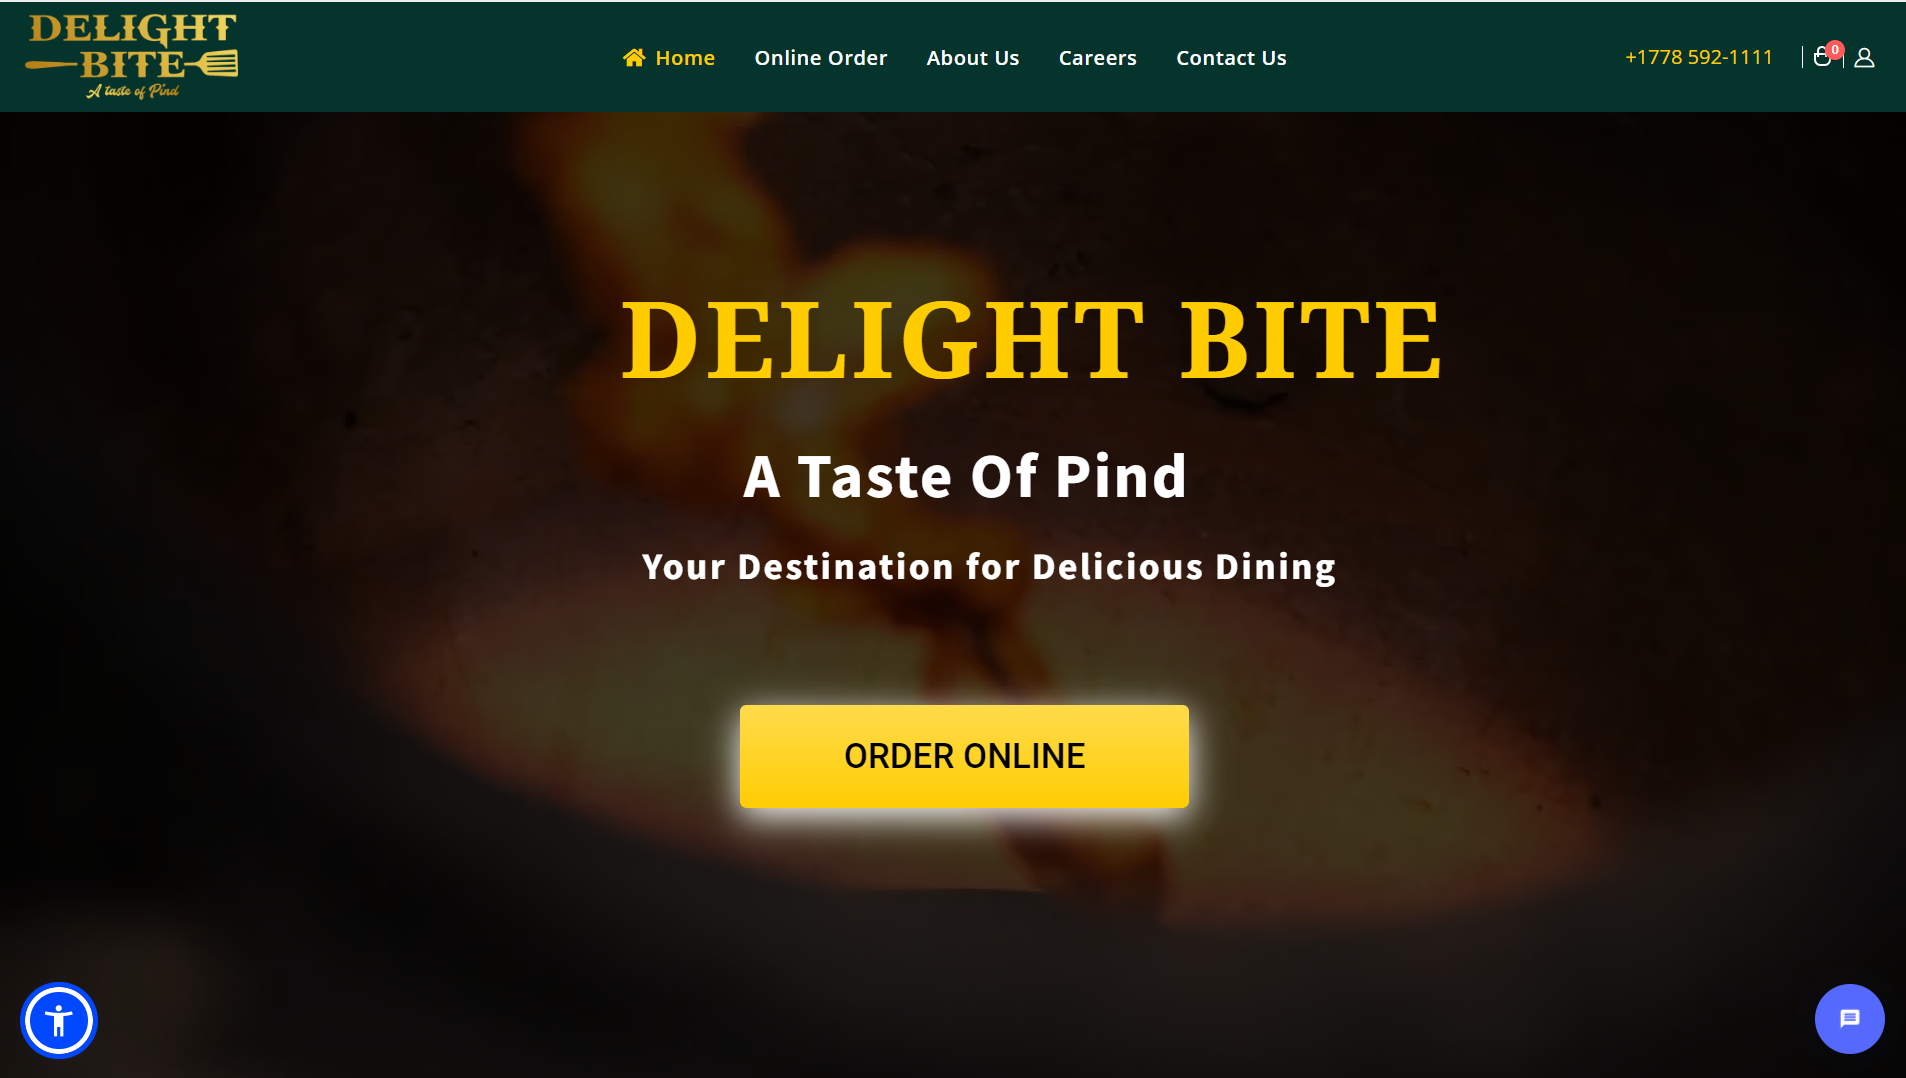 DELIGHT
BITE
A taste of Pind
Home
Online Order
About Us
Careers
Contact Us
+1778 592-1111
0
DELIGHT BITE
A Taste Of Pind
Your Destination for Delicious Dining
ORDER ONLINE